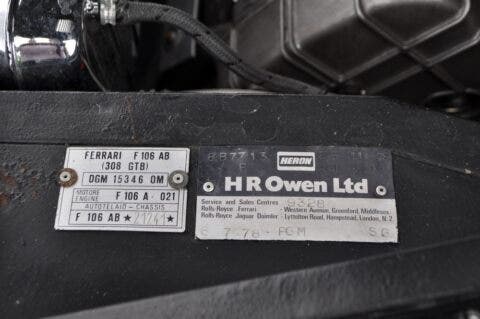 FERRARI F 106 AB
(308 GTB)
DGM 15346 OM
MOTORE
ENGINE F 106 A - 021
AUTOTELAIO - CHASSIS
F 106 AB ★ 21741 ★
HERON
HR Owen Ltd
Service and Sales Centres
Rolls-Royce Ferrari - Western Avenue, Greenford, Middlesex.
Rolls-Royce Jaguar Daimler - Lyttelton Road, Hampstead, London, N.2